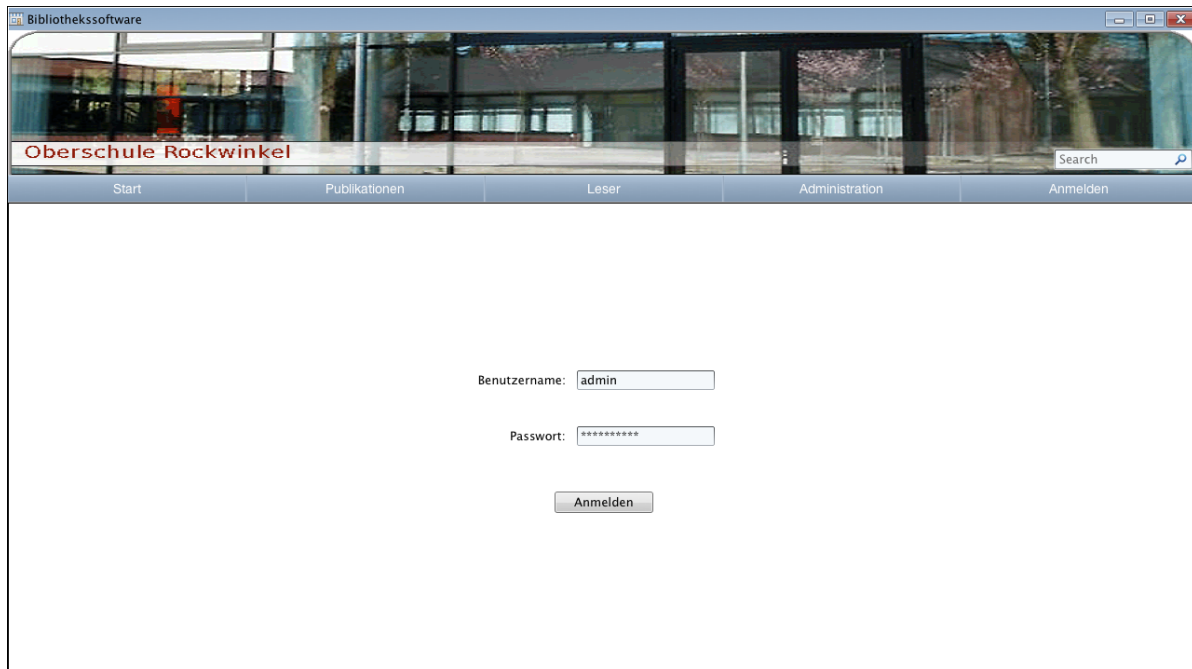 Bibliothekssoftware
Oberschule Rockwinkel
Search
Start Publikationen Leser Administration Anmelden
Benutzername: admin
Passwort: **********
Anmelden